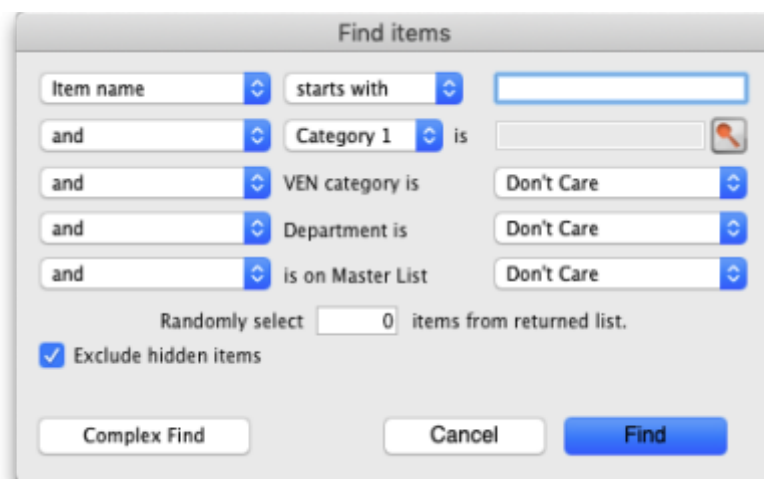 Find items
Item name starts with
and Category 1 is
and VEN category is Don't Care
and Department is Don't Care
and is on Master List Don't Care
Randomly select 0 items from returned list.
Exclude hidden items
Complex Find Cancel Find